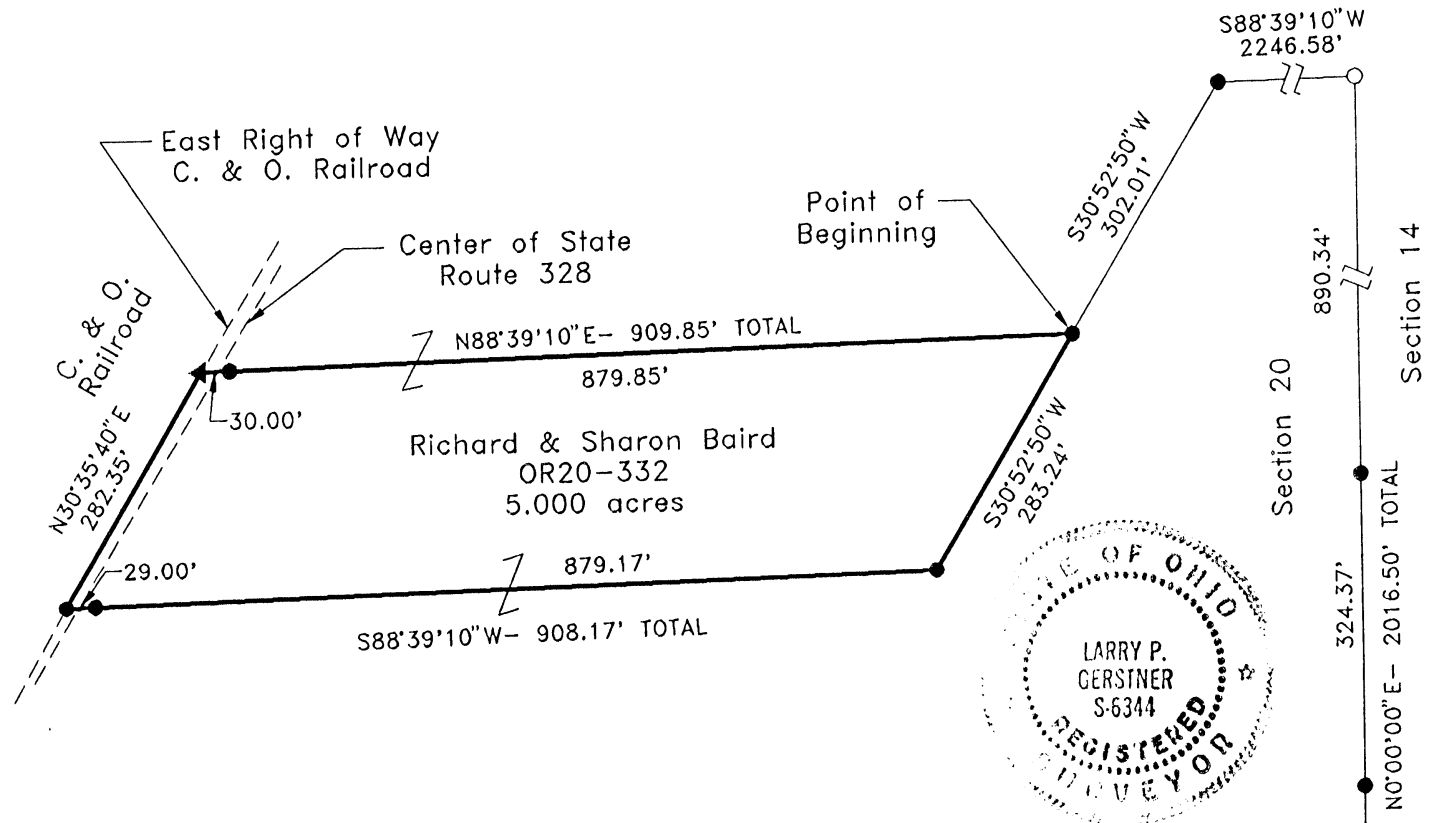 S88°39'10"W
2246.58'
East Right of Way
C. & O. Railroad
S30°52'50"W
302.01'
Point of
Beginning
890.34'
Section 14
Center of State
Route 328
C. & O.
Railroad
N88°39'10"E- 909.85' TOTAL
879.85'
30.00'
N30°35'40"E
282.35'
Richard & Sharon Baird
OR20-332
5.000 acres
S30°52'50"W
283.24'
Section 20
29.00'
879.17'
S88°39'10"W- 908.17' TOTAL
324.37'
N0°00'00"E- 2016.50' TOTAL
OF OHIO
LARRY P.
GERSTNER
S-6344
REGISTERED